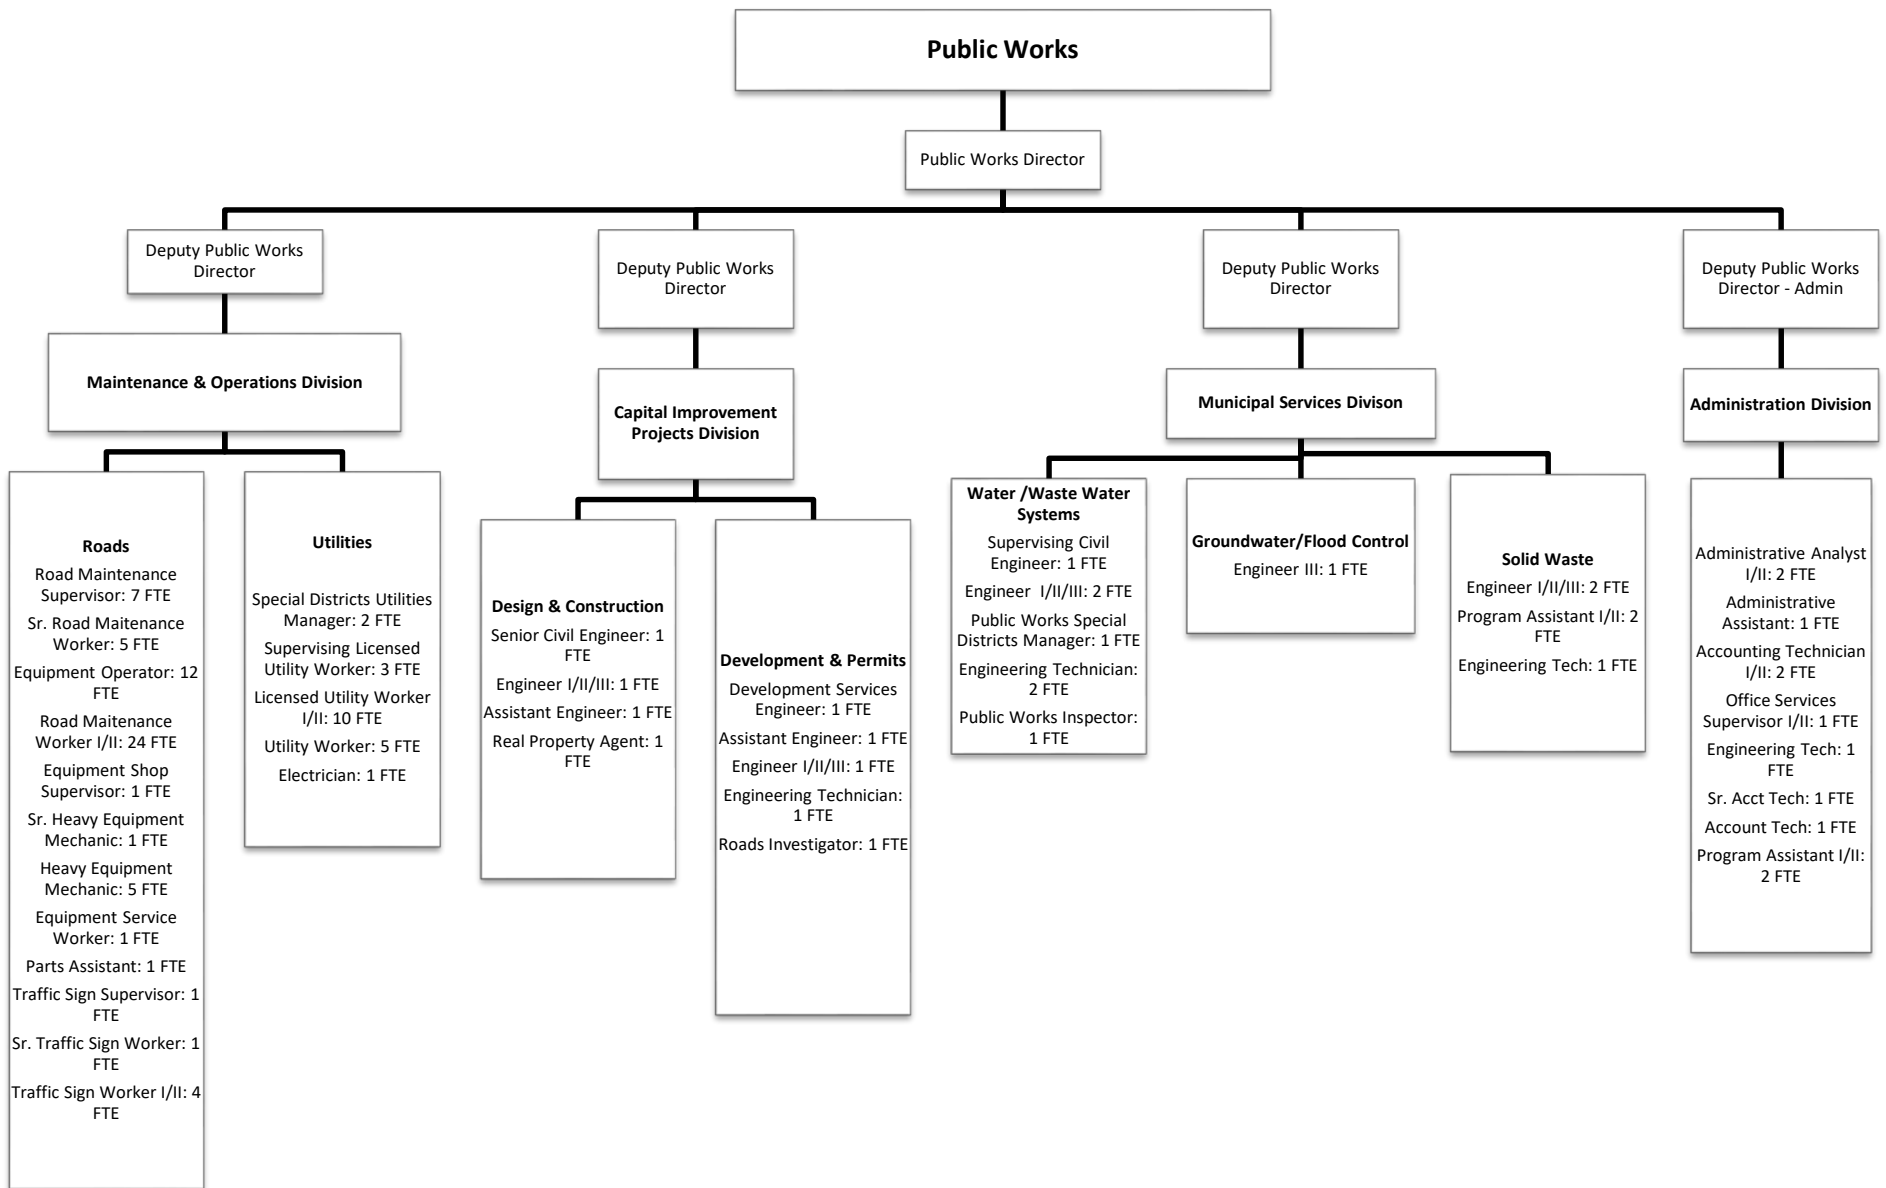 Public Works
Public Works Director
Deputy Public Works
Director
Maintenance & Operations Division
Roads
Road Maintenance
Supervisor: 7 FTE
Sr. Road Maitenance
Worker: 5 FTE
Equipment Operator: 12
FTE
Road Maitenance
Worker I/II: 24 FTE
Equipment Shop
Supervisor: 1 FTE
Sr. Heavy Equipment
Mechanic: 1 FTE
Heavy Equipment
Mechanic: 5 FTE
Equipment Service
Worker: 1 FTE
Parts Assistant: 1 FTE
Traffic Sign Supervisor: 1
FTE
Sr. Traffic Sign Worker: 1
FTE
Traffic Sign Worker I/II: 4
FTE
Utilities
Special Districts Utilities
Manager: 2 FTE
Supervising Licensed
Utility Worker: 3 FTE
Licensed Utility Worker
I/II: 10 FTE
Utility Worker: 5 FTE
Electrician: 1 FTE
Deputy Public Works
Director
Capital Improvement
Projects Division
Design & Construction
Senior Civil Engineer: 1
FTE
Engineer I/II/III: 1 FTE
Assistant Engineer: 1 FTE
Real Property Agent: 1
FTE
Development & Permits
Development Services
Engineer: 1 FTE
Assistant Engineer: 1 FTE
Engineer I/II/III: 1 FTE
Engineering Technician:
1 FTE
Roads Investigator: 1 FTE
Deputy Public Works
Director
Municipal Services Divison
Water /Waste Water
Systems
Supervising Civil
Engineer: 1 FTE
Engineer  I/II/III: 2 FTE
Public Works Special
Districts Manager: 1 FTE
Engineering Technician:
2 FTE
Public Works Inspector:
1 FTE
Groundwater/Flood Control
Engineer III: 1 FTE
Solid Waste
Engineer I/II/III: 2 FTE
Program Assistant I/II: 2
FTE
Engineering Tech: 1 FTE
Deputy Public Works
Director - Admin
Administration Division
Administrative Analyst
I/II: 2 FTE
Administrative
Assistant: 1 FTE
Accounting Technician
I/II: 2 FTE
Office Services
Supervisor I/II: 1 FTE
Engineering Tech: 1
FTE
Sr. Acct Tech: 1 FTE
Account Tech: 1 FTE
Program Assistant I/II:
2 FTE